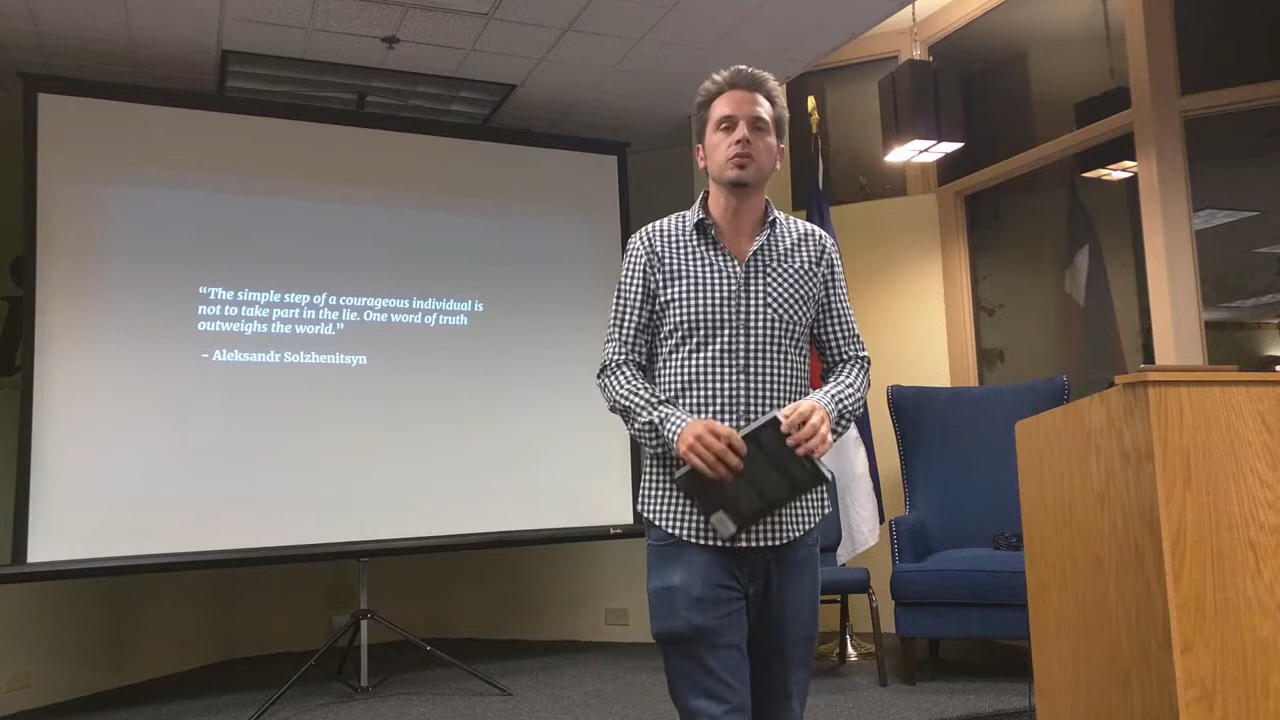 “The simple step of a courageous individual is
not to take part in the lie. One word of truth
outweighs the world.”
– Aleksandr Solzhenitsyn